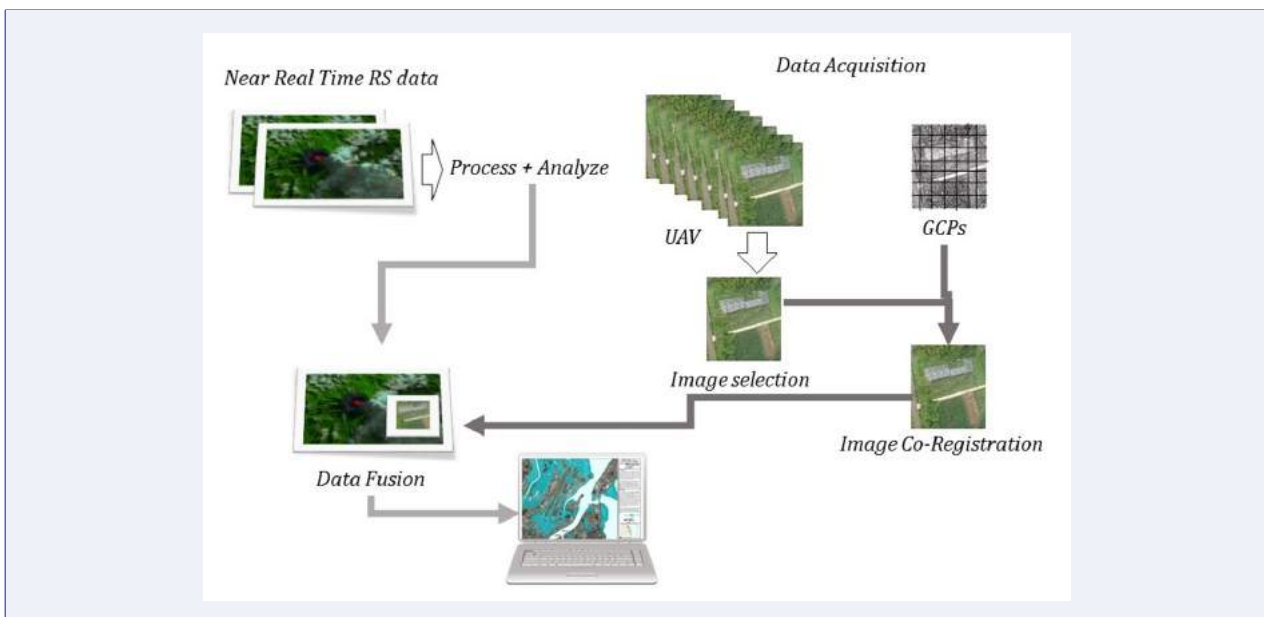 Near Real Time RS data
Data Acquisition
Process + Analyze
UAV
GCPs
Image selection
Image Co-Registration
Data Fusion